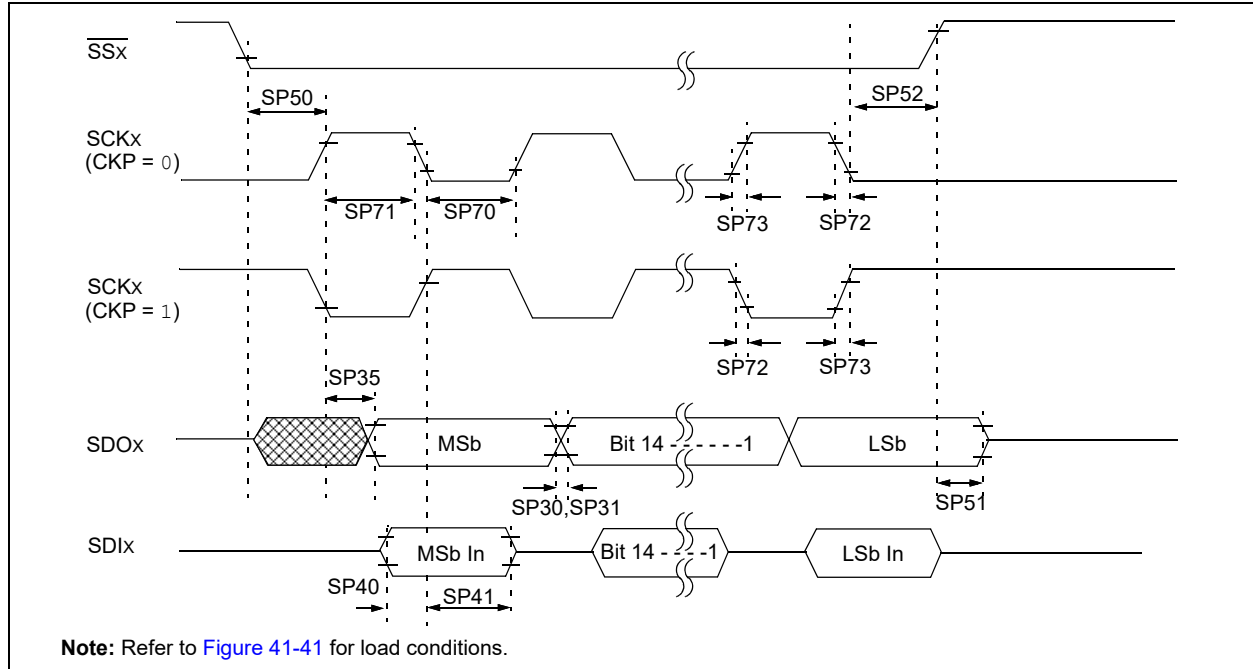 SSx
SP50
SP52
SCKx
(CKP = 0)
SP71
SP70
SP73
SP72
SCKx
(CKP = 1)
SP72
SP73
SP35
SDOx
MSb
Bit 14 - - - - - -1
LSb
SP30,SP31
SP51
SDIx
MSb In
Bit 14 - - - -1
LSb In
SP40
SP41
Note: Refer to Figure 41-41 for load conditions.